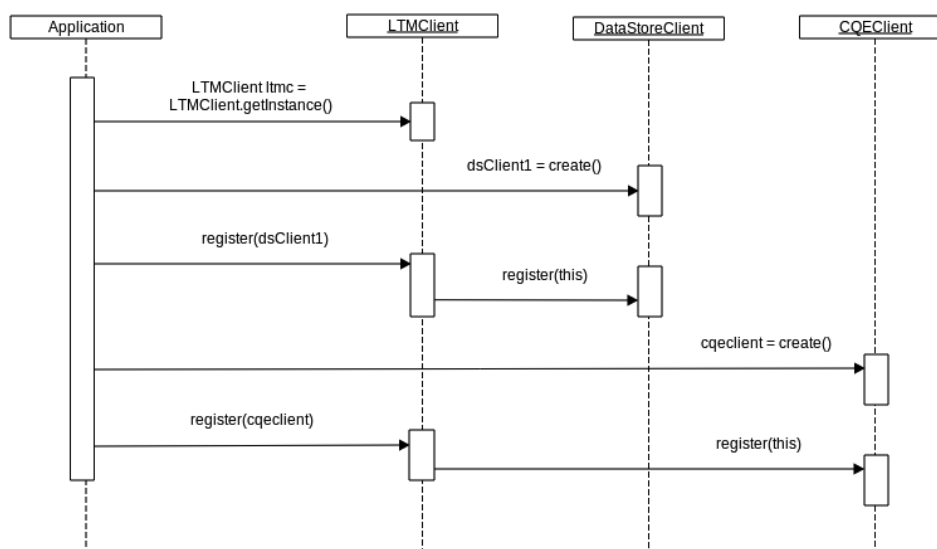 Application
LTMClient
DataStoreClient
CQEClient
LTMClient ltmc =
LTMClient.getInstance()
dsClient1 = create()
register(dsClient1)
register(this)
cqeclient = create()
register(cqeclient)
register(this)